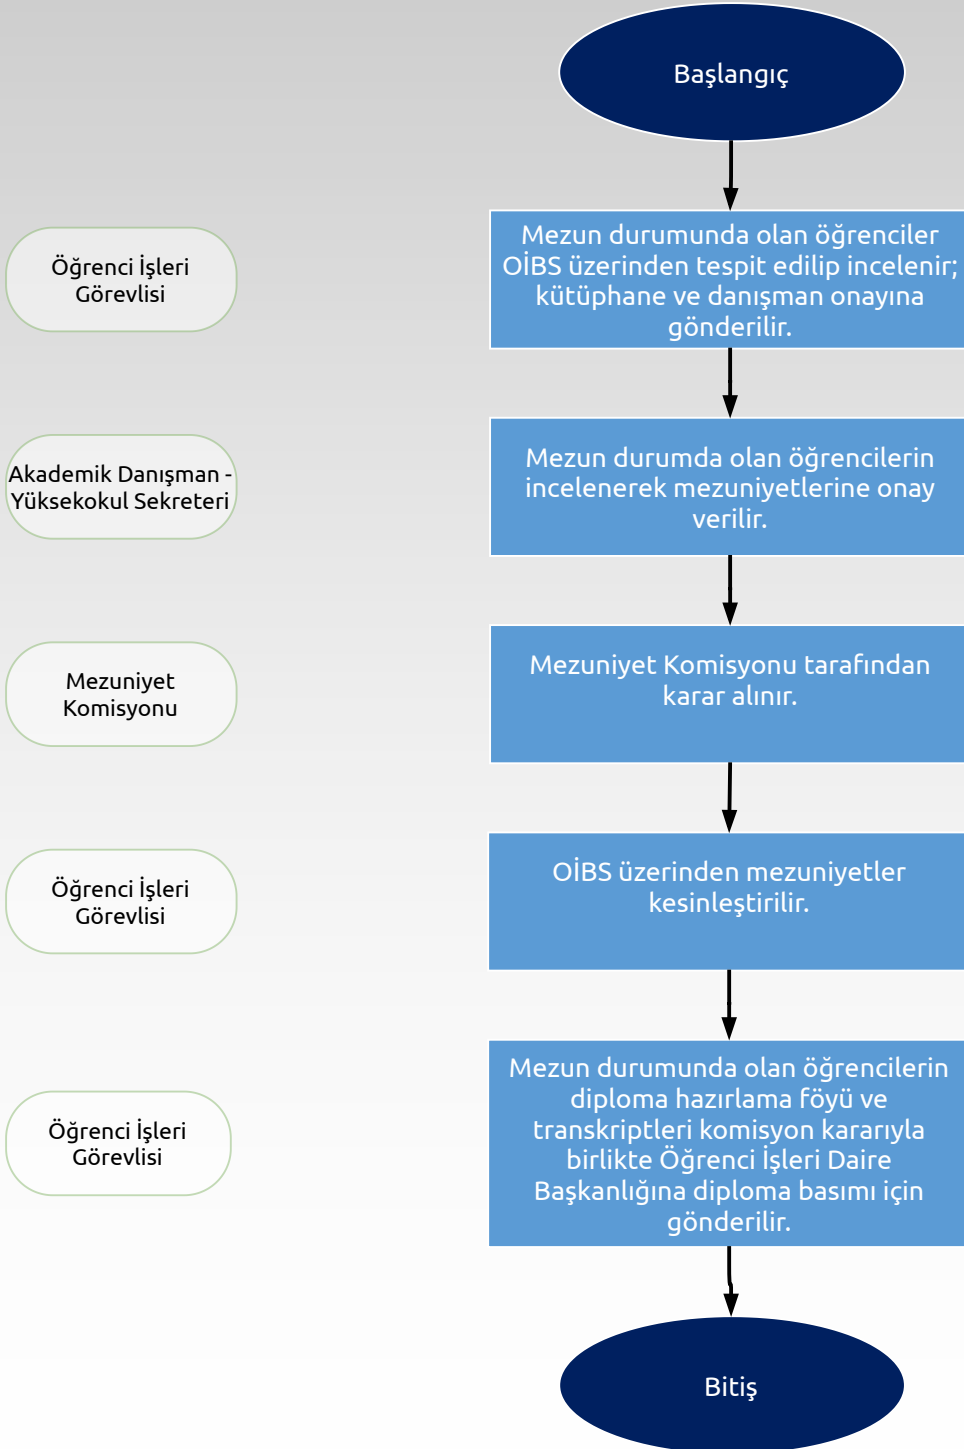 Başlangıç
Öğrenci İşleri
Görevlisi
Mezun durumunda olan öğrenciler
OİBS üzerinden tespit edilip incelenir;
kütüphane ve danışman onayına
gönderilir.
Akademik Danışman -
Yüksekokul Sekreteri
Mezun durumda olan öğrencilerin
incelenerek mezuniyetlerine onay
verilir.
Mezuniyet
Komisyonu
Mezuniyet Komisyonu tarafından
karar alınır.
Öğrenci İşleri
Görevlisi
OİBS üzerinden mezuniyetler
kesinleştirilir.
Öğrenci İşleri
Görevlisi
Mezun durumunda olan öğrencilerin
diploma hazırlama föyü ve
transkriptleri komisyon kararıyla
birlikte Öğrenci İşleri Daire
Başkanlığına diploma basımı için
gönderilir.
Bitiş